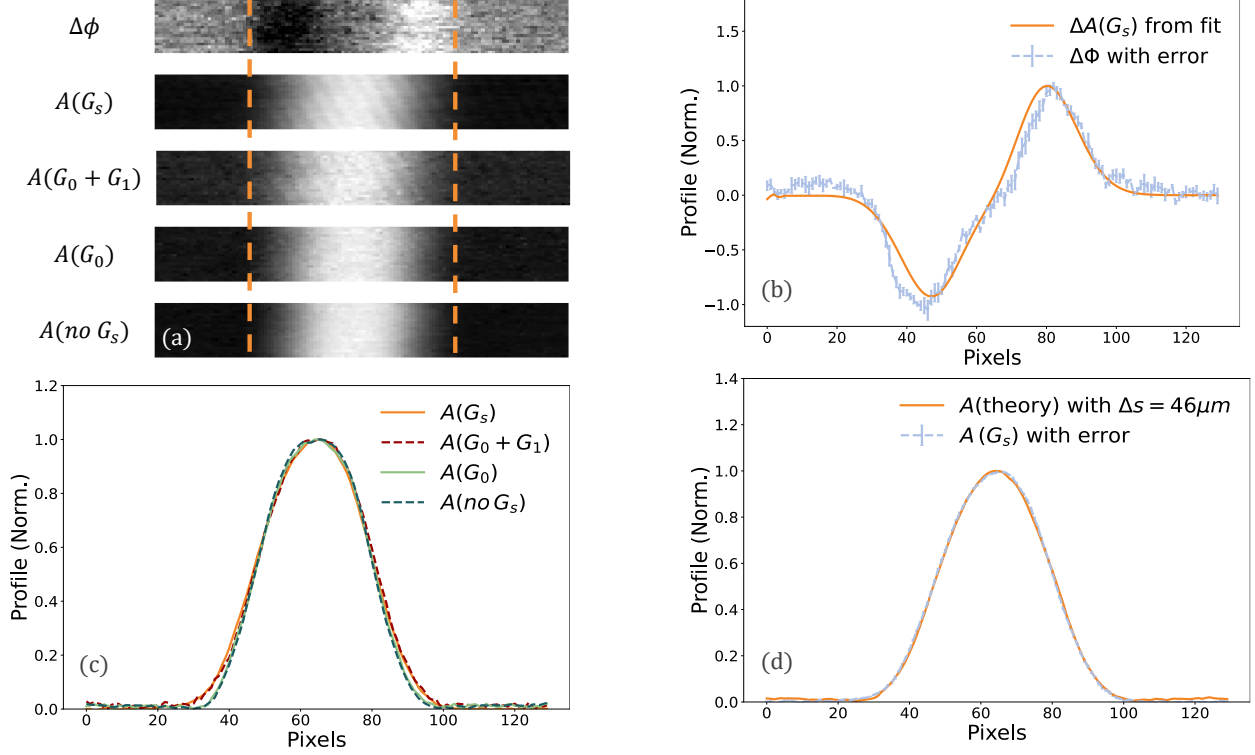 Δϕ
A(G_s)
A(G_0 + G_1)
A(G_0)
A(no G_s)
(a)
1.5
1.0
0.5
0.0
−0.5
−1.0
Profile (Norm.)
ΔA(G_s) from fit
ΔΦ with error
(b)
0 20 40 60 80 100 120
Pixels
1.2
1.0
0.8
0.6
0.4
0.2
0.0
Profile (Norm.)
A(G_s)
A(G_0 + G_1)
A(G_0)
A(no G_s)
(c)
0 20 40 60 80 100 120
Pixels
1.4
1.2
1.0
0.8
0.6
0.4
0.2
0.0
Profile (Norm.)
A(theory) with Δs = 46μm
A (G_s) with error
(d)
0 20 40 60 80 100 120
Pixels